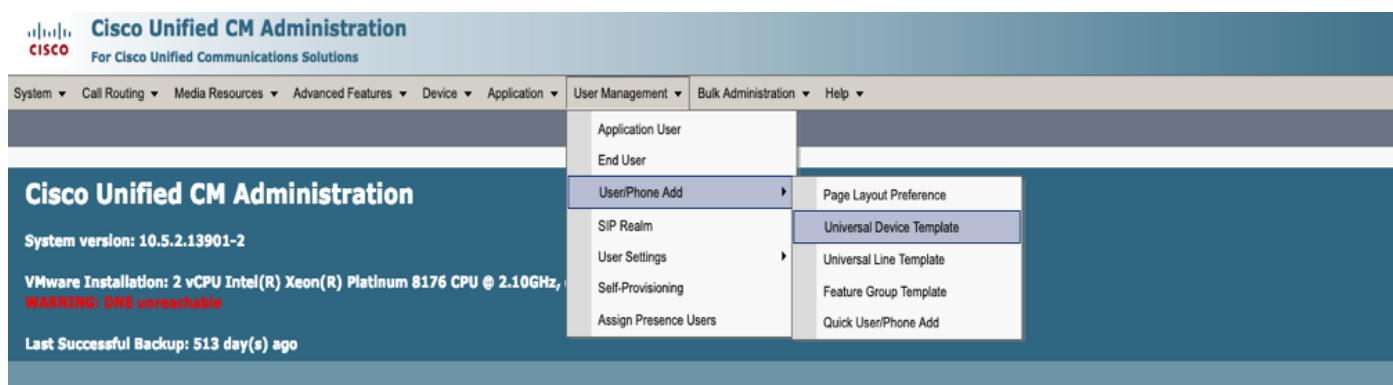 CISCO
Cisco Unified CM Administration
For Cisco Unified Communications Solutions
System Call Routing Media Resources Advanced Features Device Application User Management Bulk Administration Help
Application User
End User
User/Phone Add
SIP Realm
User Settings
Self-Provisioning
Assign Presence Users
Page Layout Preference
Universal Device Template
Universal Line Template
Feature Group Template
Quick User/Phone Add
Cisco Unified CM Administration
System version: 10.5.2.13901-2
VMware Installation: 2 vCPU Intel(R) Xeon(R) Platinum 8176 CPU @ 2.10GHz,
WARNING: DNS unreachable
Last Successful Backup: 513 day(s) ago